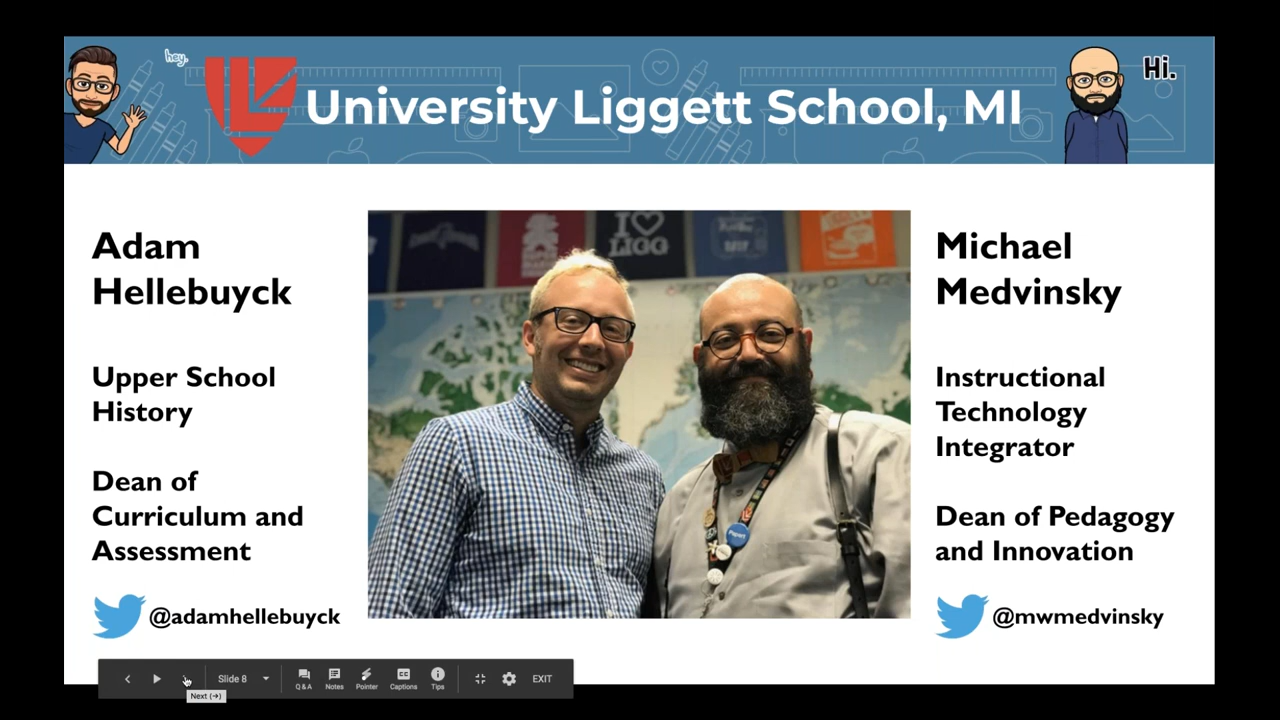 hey.
University Liggett School, MI
Hi.
Adam
Hellebuyck
Upper School
History
Dean of
Curriculum and
Assessment
@adamhellebuyck
I ♥
LIGG
Michael
Medvinsky
Instructional
Technology
Integrator
Dean of Pedagogy
and Innovation
@mwmedvinsky
Slide 8
Q & A
Notes
Pointer
Captions
Tips
EXIT
Next (→)